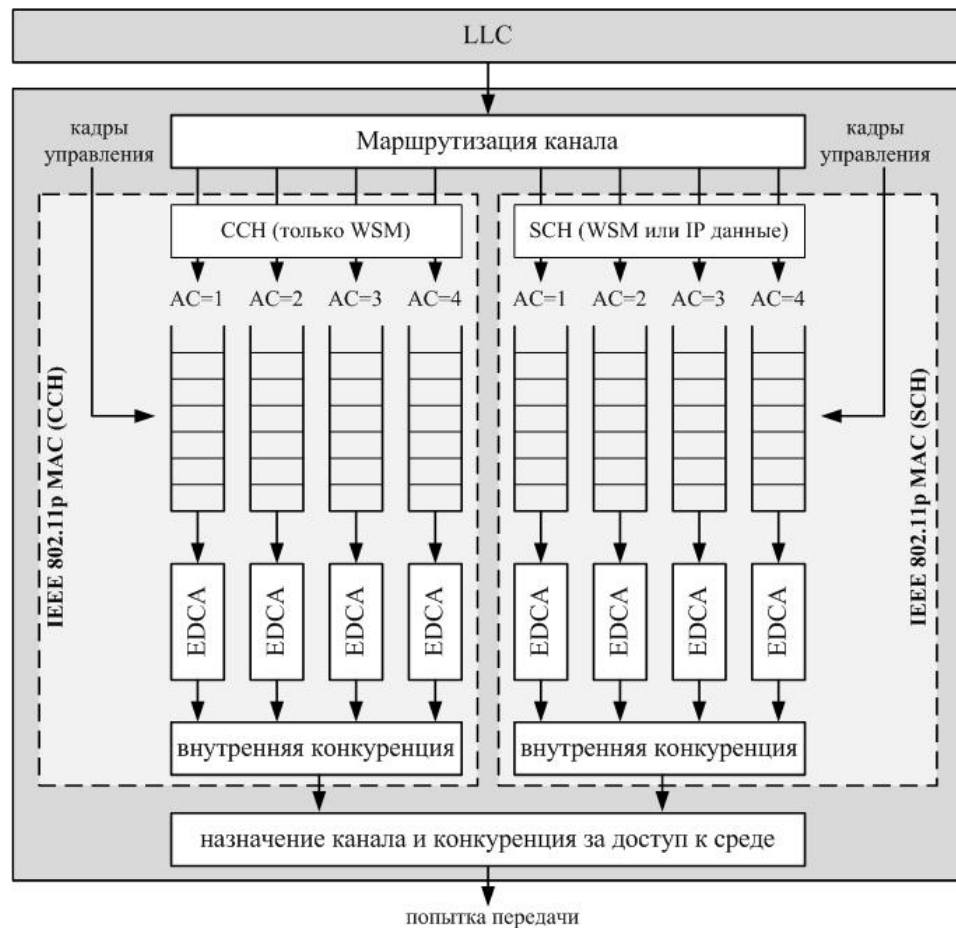 LLC
кадры
управления
Маршрутизация канала
кадры
управления
CCH (только WSM)
SCH (WSM или IP данные)
AC=1 AC=2 AC=3 AC=4
AC=1 AC=2 AC=3 AC=4
IEEE 802.11p MAC (CCH)
IEEE 802.11p MAC (SCH)
EDCA EDCA EDCA EDCA
EDCA EDCA EDCA EDCA
внутренняя конкуренция
внутренняя конкуренция
назначение канала и конкуренция за доступ к среде
попытка передачи